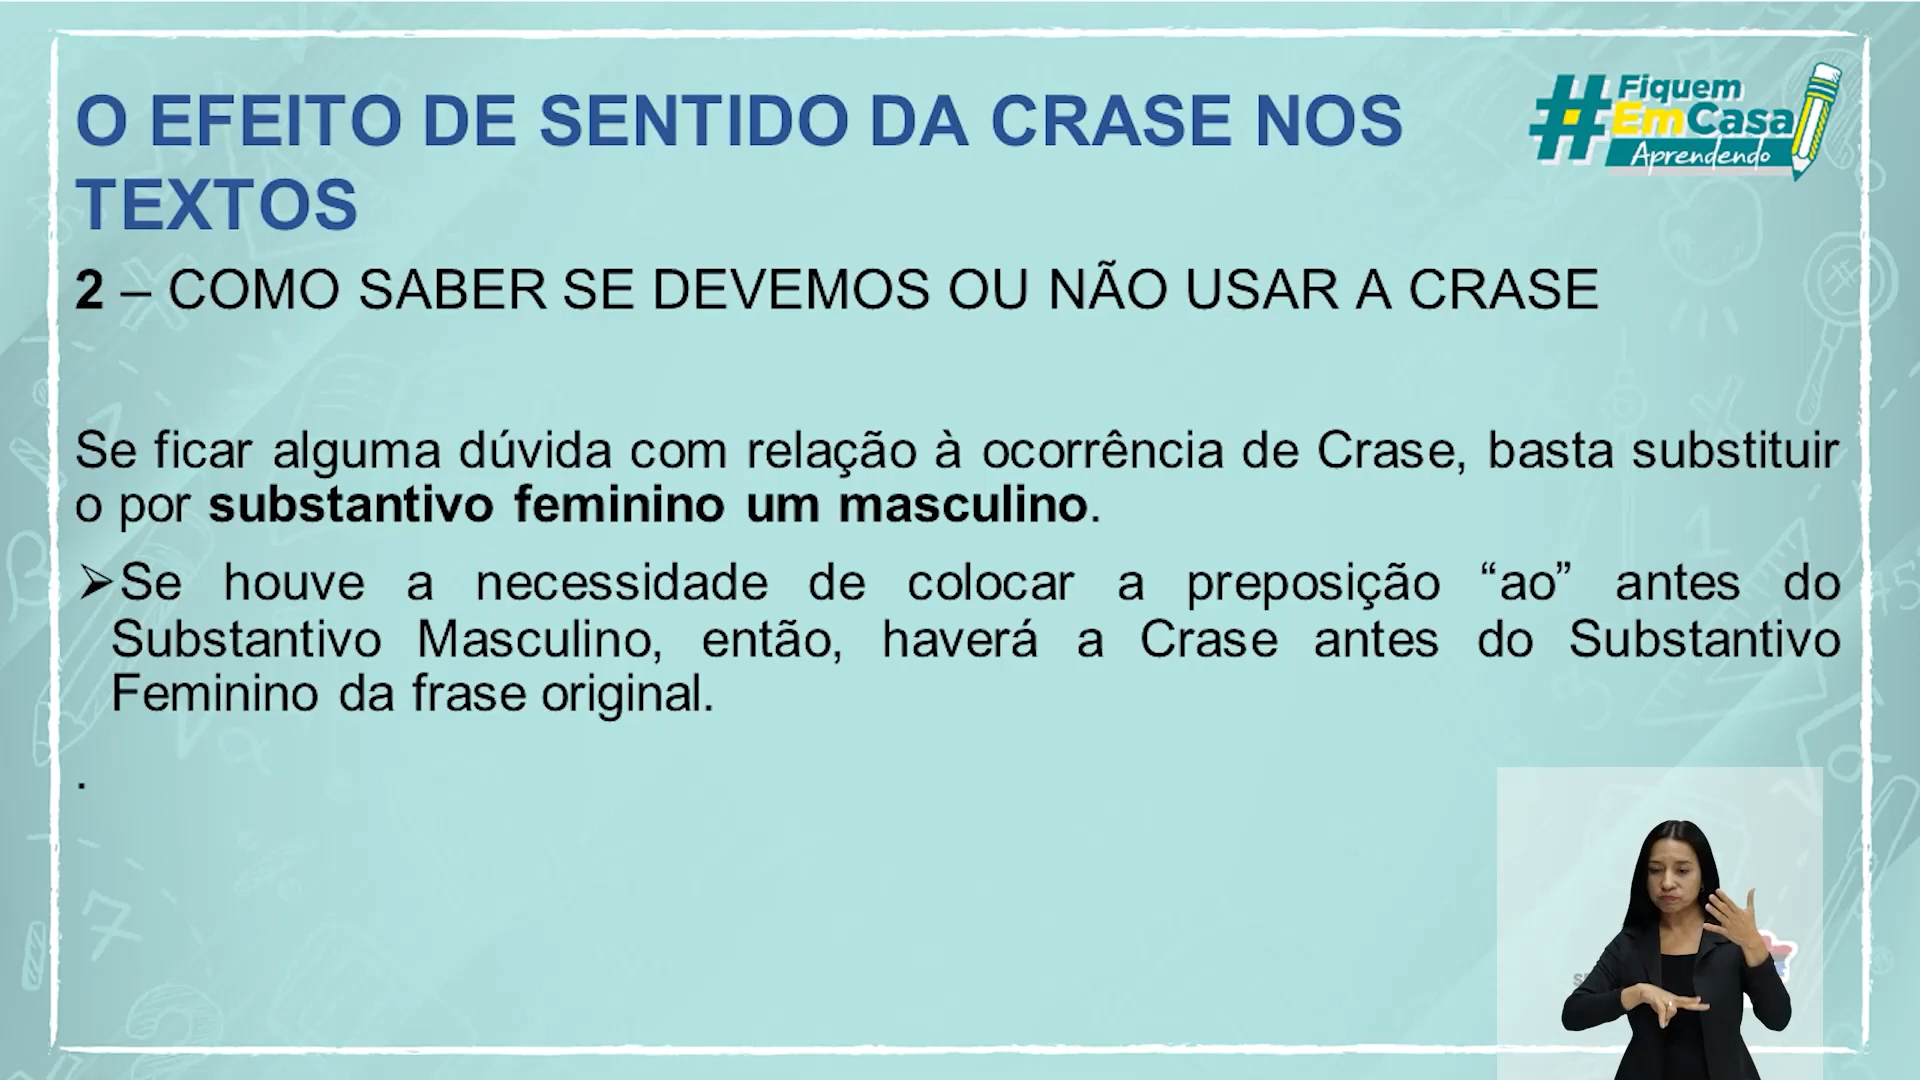 O EFEITO DE SENTIDO DA CRASE NOS
TEXTOS
#Fiquem
EmCasa
Aprendendo
2 – COMO SABER SE DEVEMOS OU NÃO USAR A CRASE
Se ficar alguma dúvida com relação à ocorrência de Crase, basta substituir
o por substantivo feminino um masculino.
➢Se houve a necessidade de colocar a preposição “ao” antes do
Substantivo Masculino, então, haverá a Crase antes do Substantivo
Feminino da frase original.
.